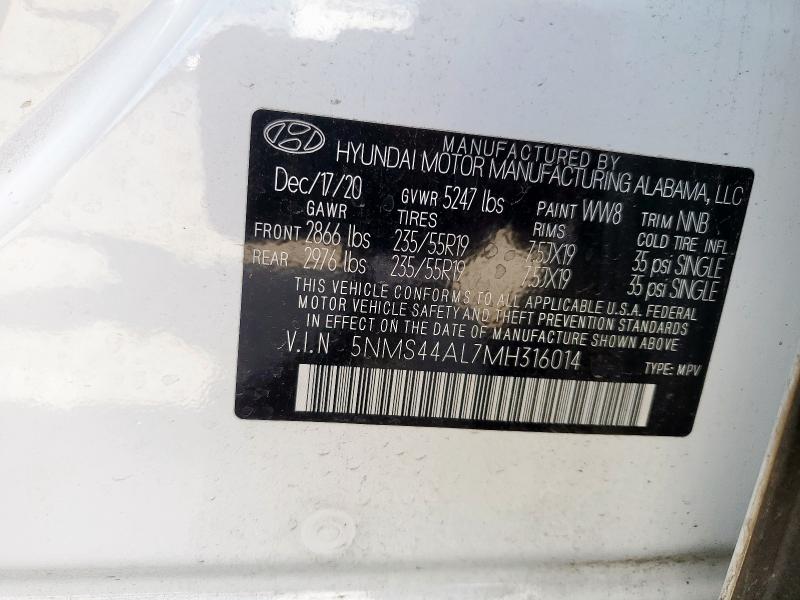 MANUFACTURED BY
HYUNDAI MOTOR MANUFACTURING ALABAMA, LLC
Dec/17/20 GVWR 5247 lbs PAINT WW8 TRIM NNB
GAWR TIRES RIMS COLD TIRE INFL
FRONT 2866 lbs 235/55R19 7.5JX19 35 psi SINGLE
REAR 2976 lbs 235/55R19 7.5JX19 35 psi SINGLE
THIS VEHICLE CONFORMS TO ALL APPLICABLE U.S.A. FEDERAL
MOTOR VEHICLE SAFETY AND THEFT PREVENTION STANDARDS
IN EFFECT ON THE DATE OF MANUFACTURE SHOWN ABOVE.
V.I.N 5NMS44AL7MH316014 TYPE: MPV